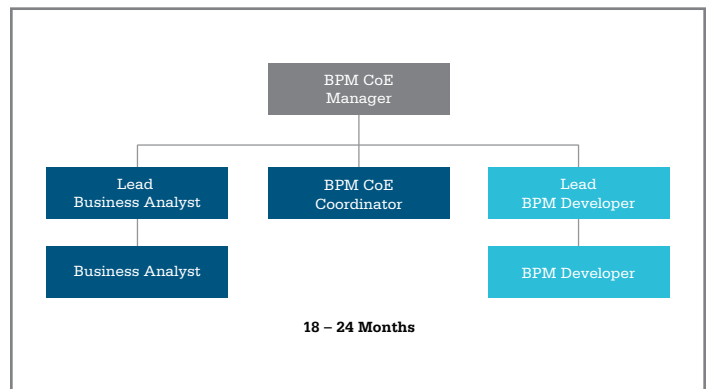 BPM CoE
Manager
Lead
Business Analyst
BPM CoE
Coordinator
Lead
BPM Developer
Business Analyst
BPM Developer
18 – 24 Months